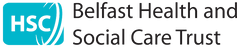 HSC Belfast Health and
Social Care Trust